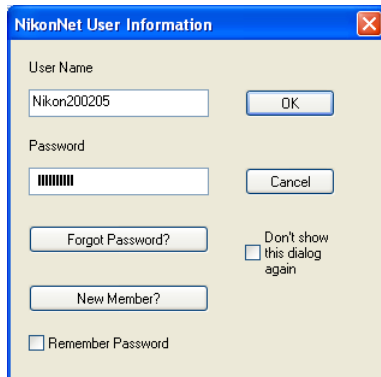 NikonNet User Information
User Name
Nikon200205
OK
Password
Cancel
Forgot Password?
Don't show
this dialog
again
New Member?
Remember Password